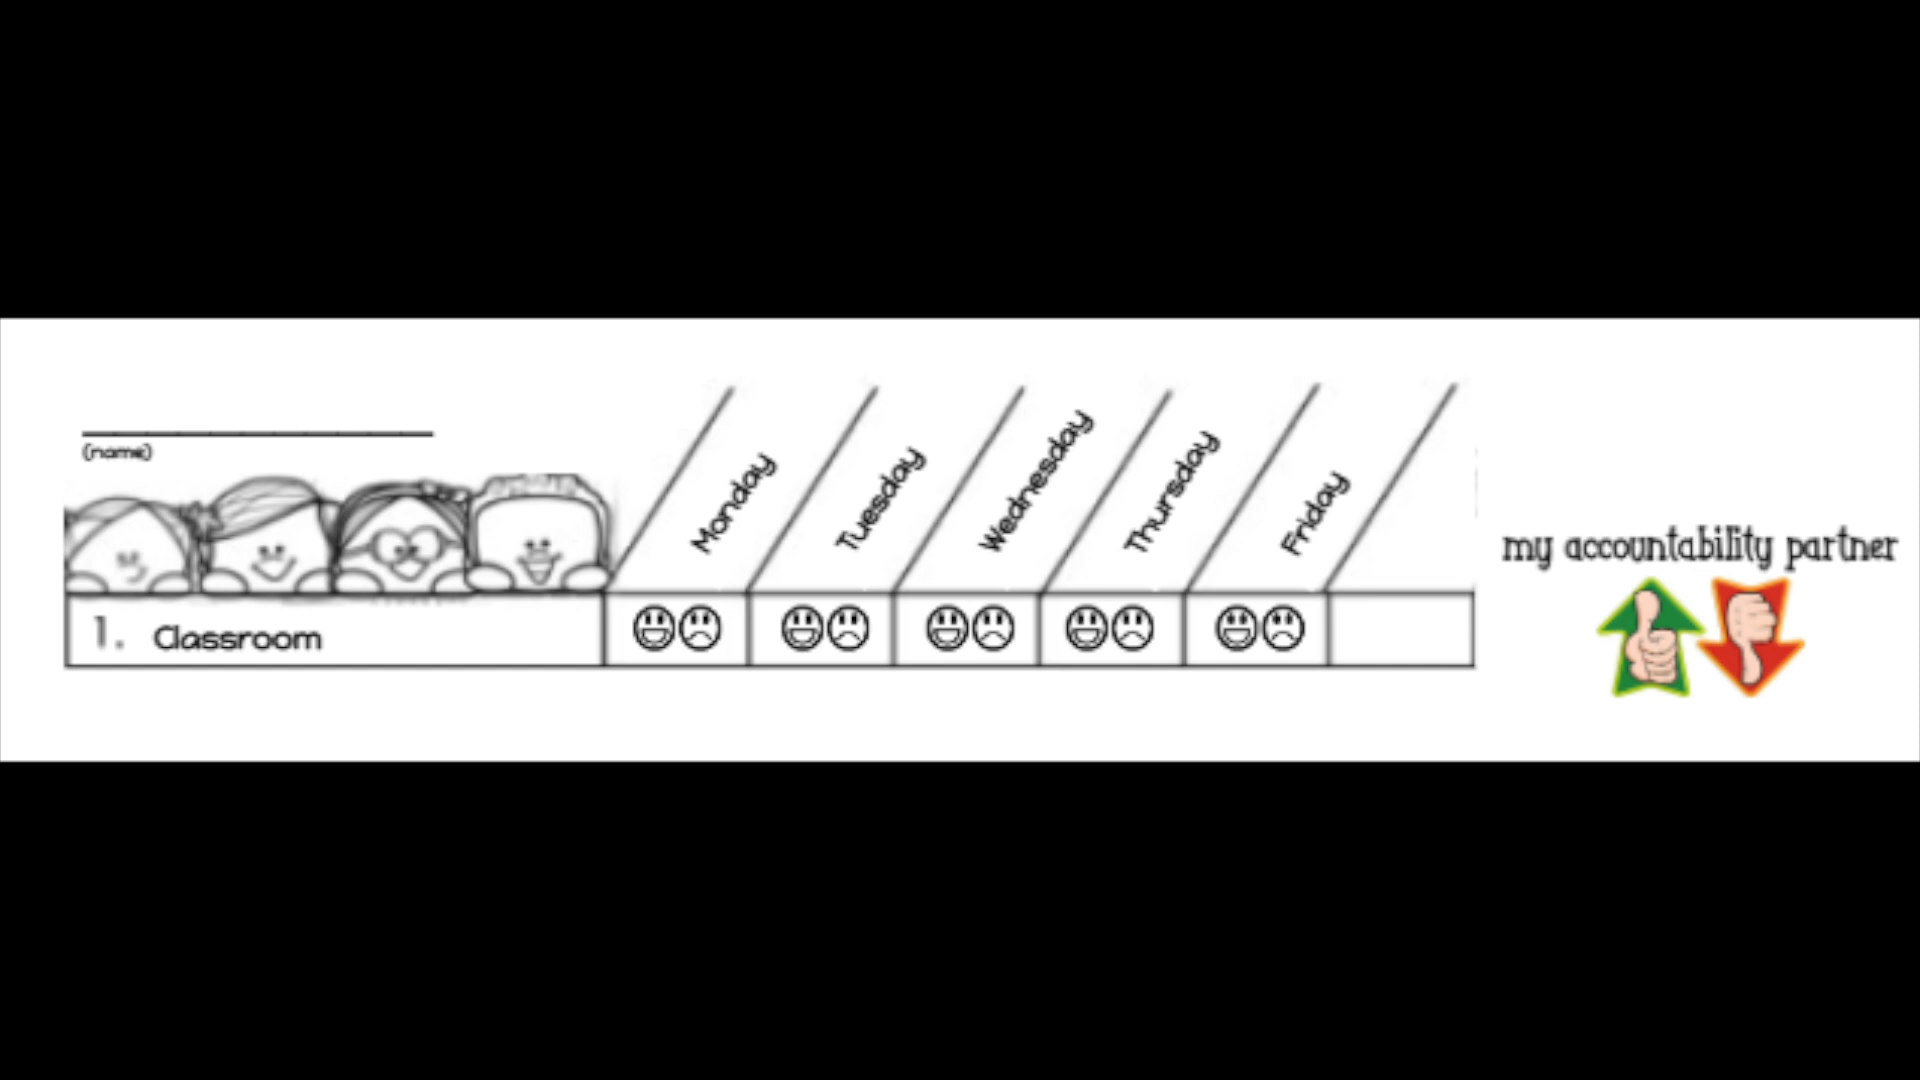 (name)
Monday
Tuesday
Wednesday
Thursday
Friday
my accountability partner
1. Classroom